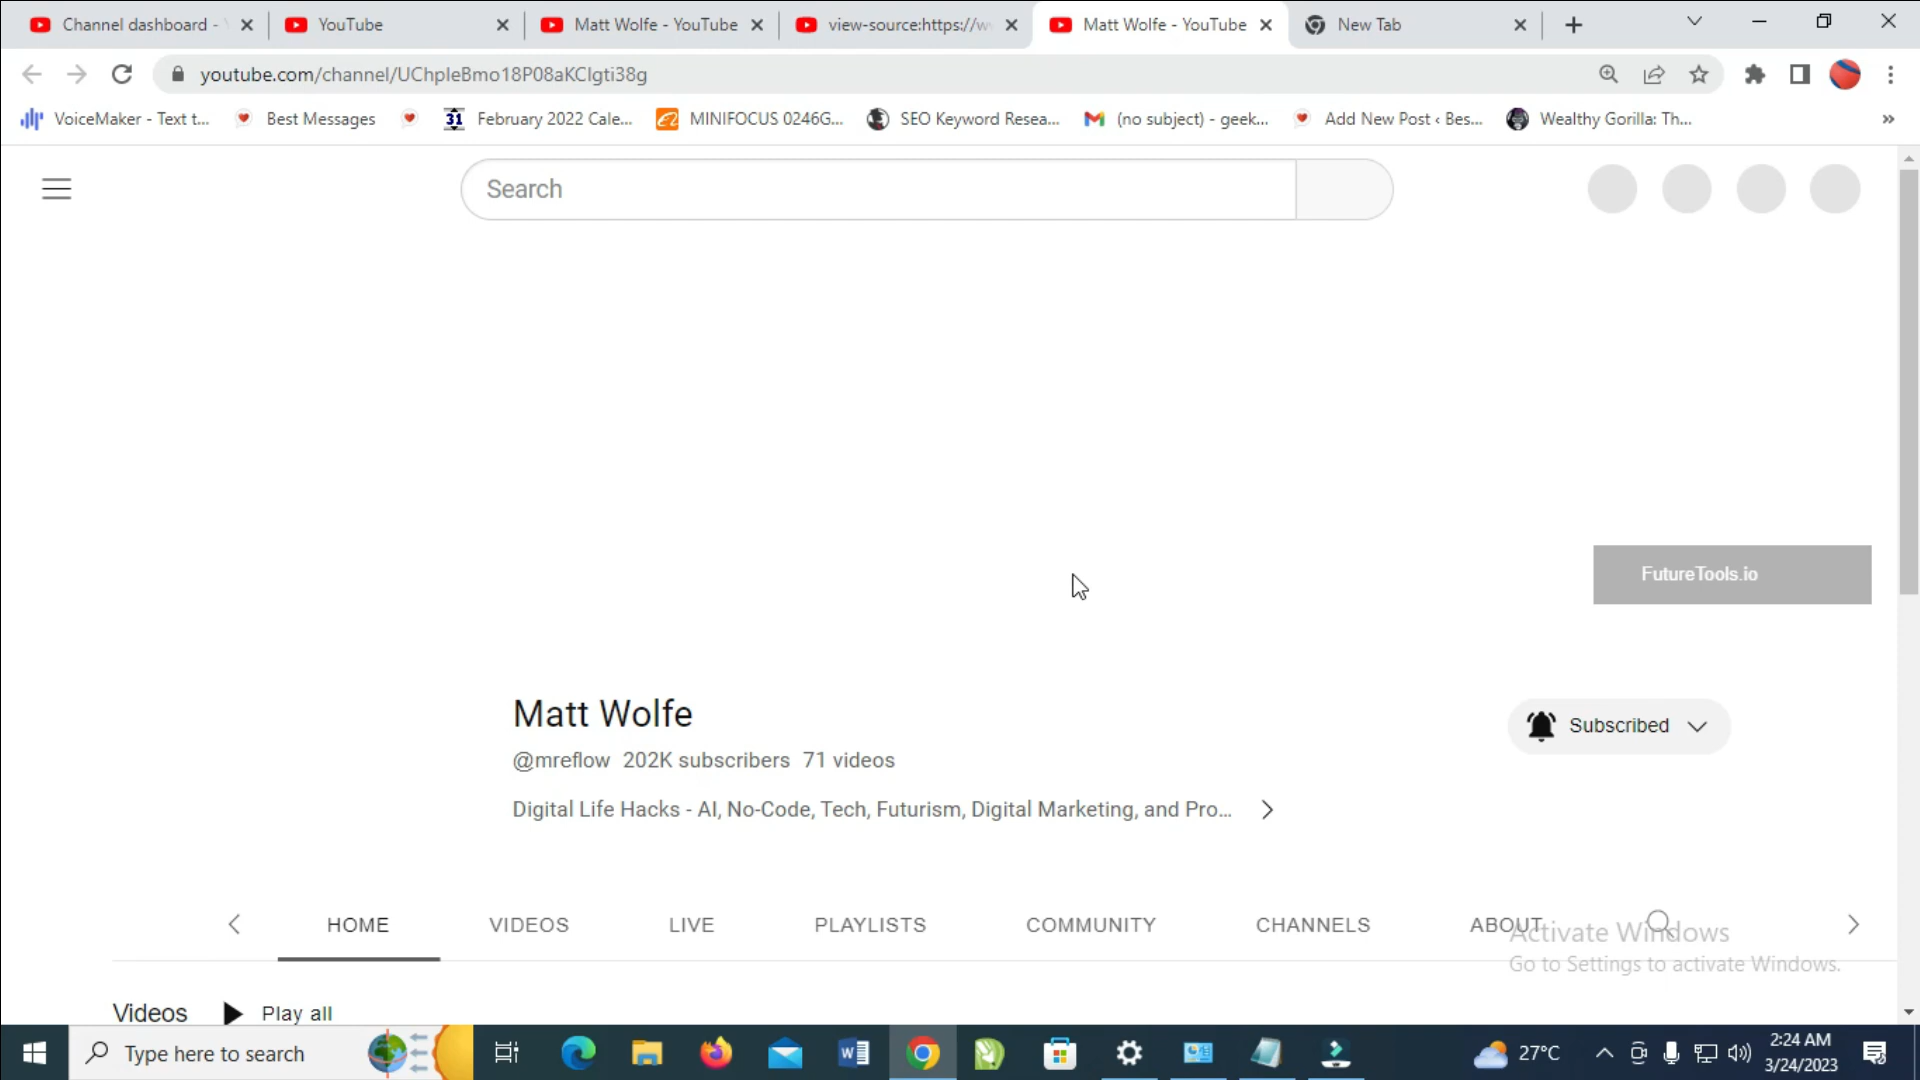 Channel dashboard -
YouTube
Matt Wolfe - YouTube
view-source:https://w
Matt Wolfe - YouTube
New Tab
youtube.com/channel/UChpleBmo18P08aKCIgti38g
VoiceMaker - Text t...
Best Messages
31
February 2022 Cale...
MINIFOCUS 0246G...
SEO Keyword Resea...
(no subject) - geek...
Add New Post ‹ Bes...
Wealthy Gorilla: Th...
Search
FutureTools.io
Matt Wolfe
Subscribed
@mreflow 202K subscribers 71 videos
Digital Life Hacks - AI, No-Code, Tech, Futurism, Digital Marketing, and Pro...
HOME
VIDEOS
LIVE
PLAYLISTS
COMMUNITY
CHANNELS
ABOUT
Activate Windows
Go to Settings to activate Windows.
Videos
Play all
Type here to search
27°C
2:24 AM
3/24/2023